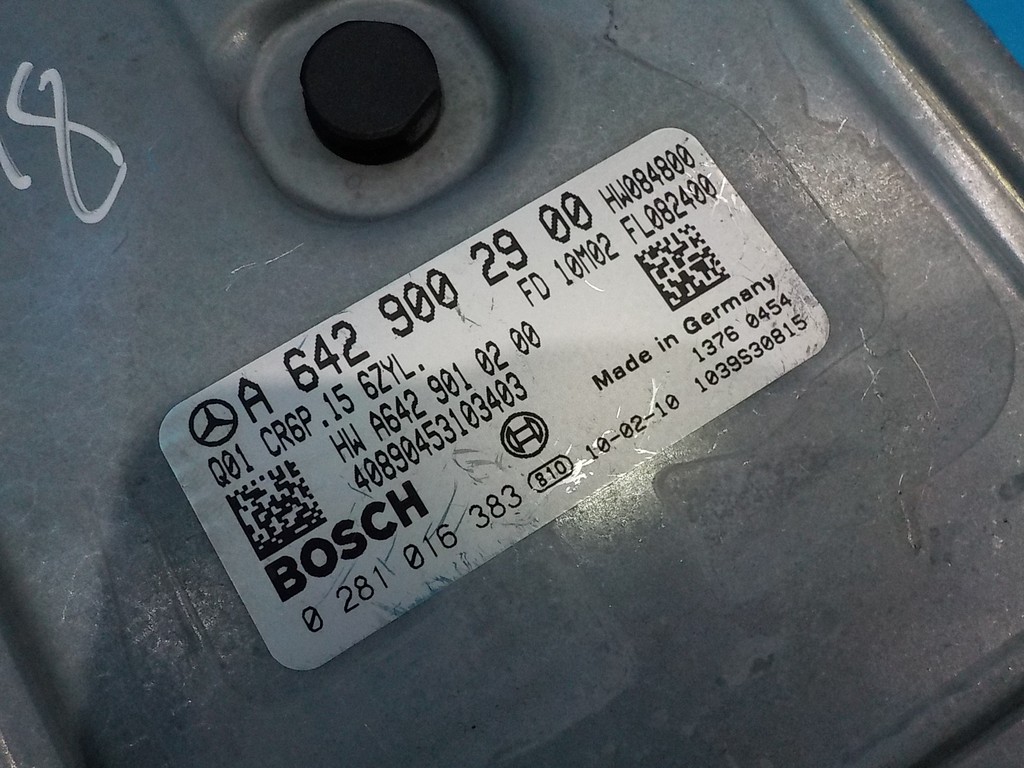 18
A 642 900 29 00
HW084800
Q01 CR6P.15 6ZYL.
FD 10M02
FL082400
HW A642 901 02 00
40890453103403
Made in Germany
BOSCH
1376 0454
0 281 016 383
810
10-02-10
1039S30815